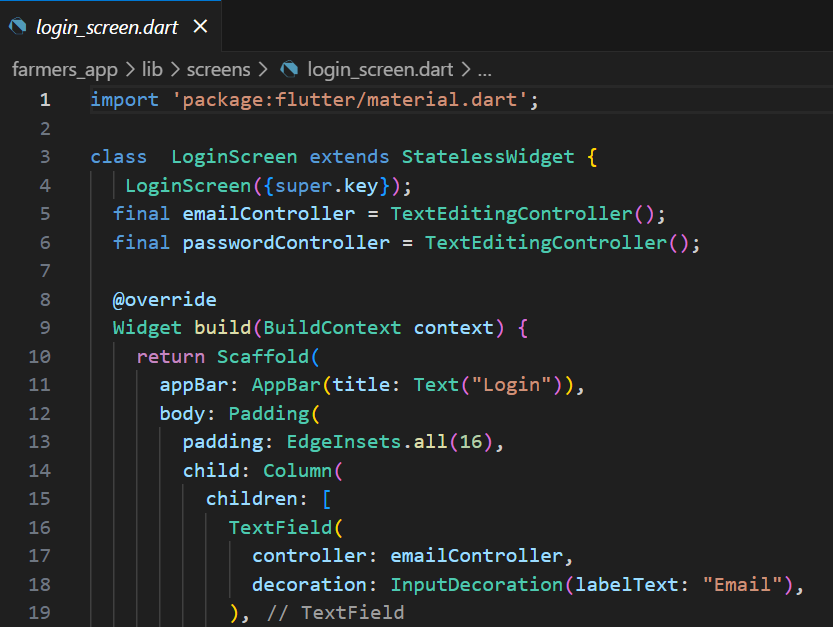 login_screen.dart ×
farmers_app > lib > screens > login_screen.dart > ...
1 import 'package:flutter/material.dart';
2
3 class  LoginScreen extends StatelessWidget {
4    LoginScreen({super.key});
5   final emailController = TextEditingController();
6   final passwordController = TextEditingController();
7
8   @override
9   Widget build(BuildContext context) {
10     return Scaffold(
11       appBar: AppBar(title: Text("Login")),
12       body: Padding(
13         padding: EdgeInsets.all(16),
14         child: Column(
15           children: [
16             TextField(
17               controller: emailController,
18               decoration: InputDecoration(labelText: "Email"),
19             ), // TextField